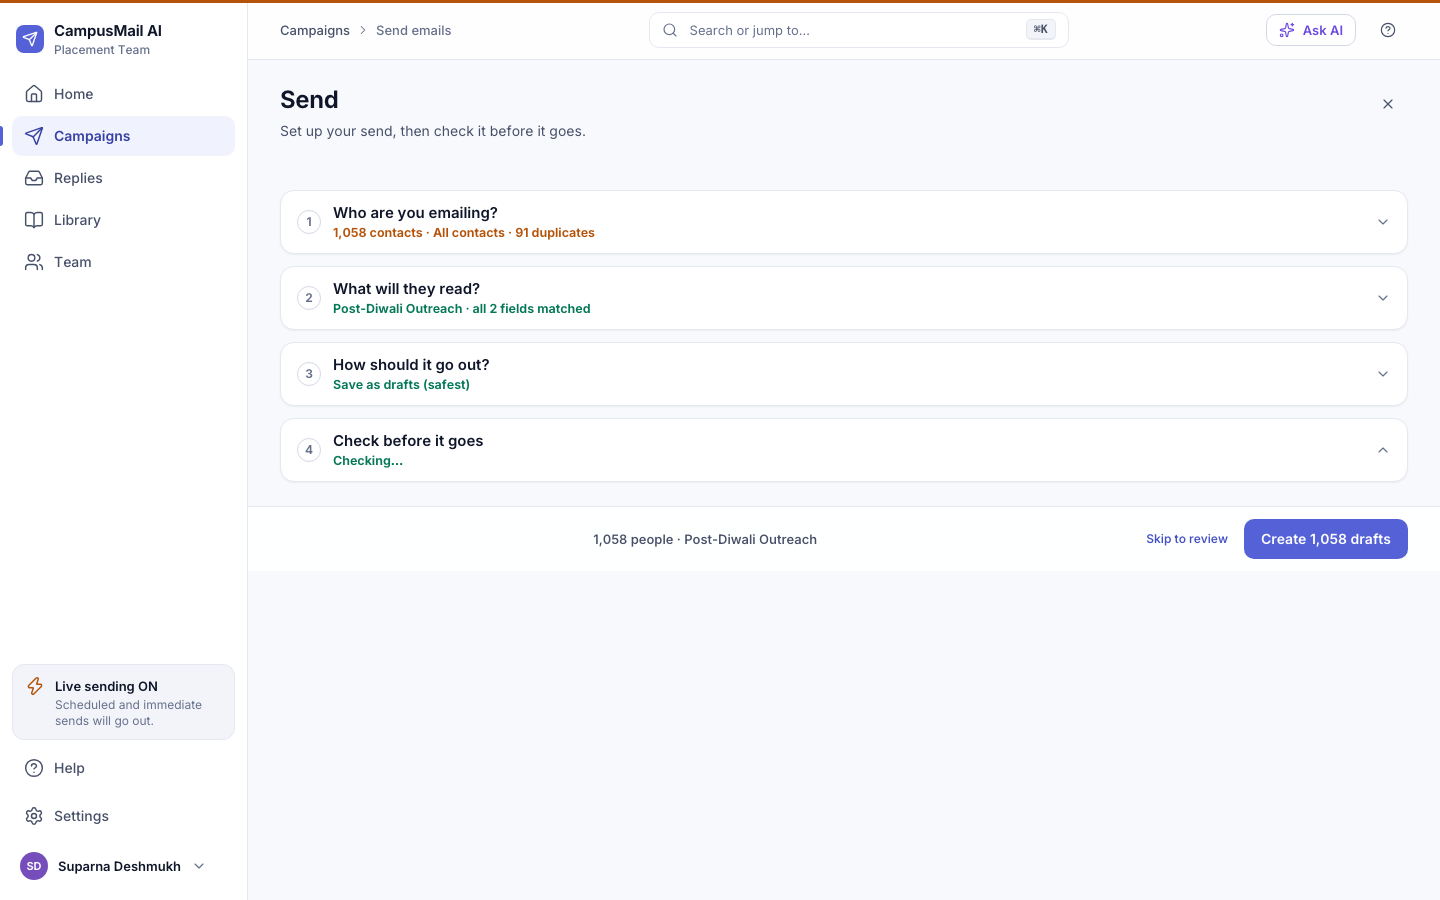 CampusMail AI
Placement Team
Home
Campaigns
Replies
Library
Team
Live sending ON
Scheduled and immediate
sends will go out.
Help
Settings
SD
Suparna Deshmukh
Campaigns
Send emails
Search or jump to...
⌘K
Ask AI
Send
Set up your send, then check it before it goes.
1
Who are you emailing?
1,058 contacts · All contacts · 91 duplicates
2
What will they read?
Post-Diwali Outreach · all 2 fields matched
3
How should it go out?
Save as drafts (safest)
4
Check before it goes
Checking...
1,058 people · Post-Diwali Outreach
Skip to review
Create 1,058 drafts